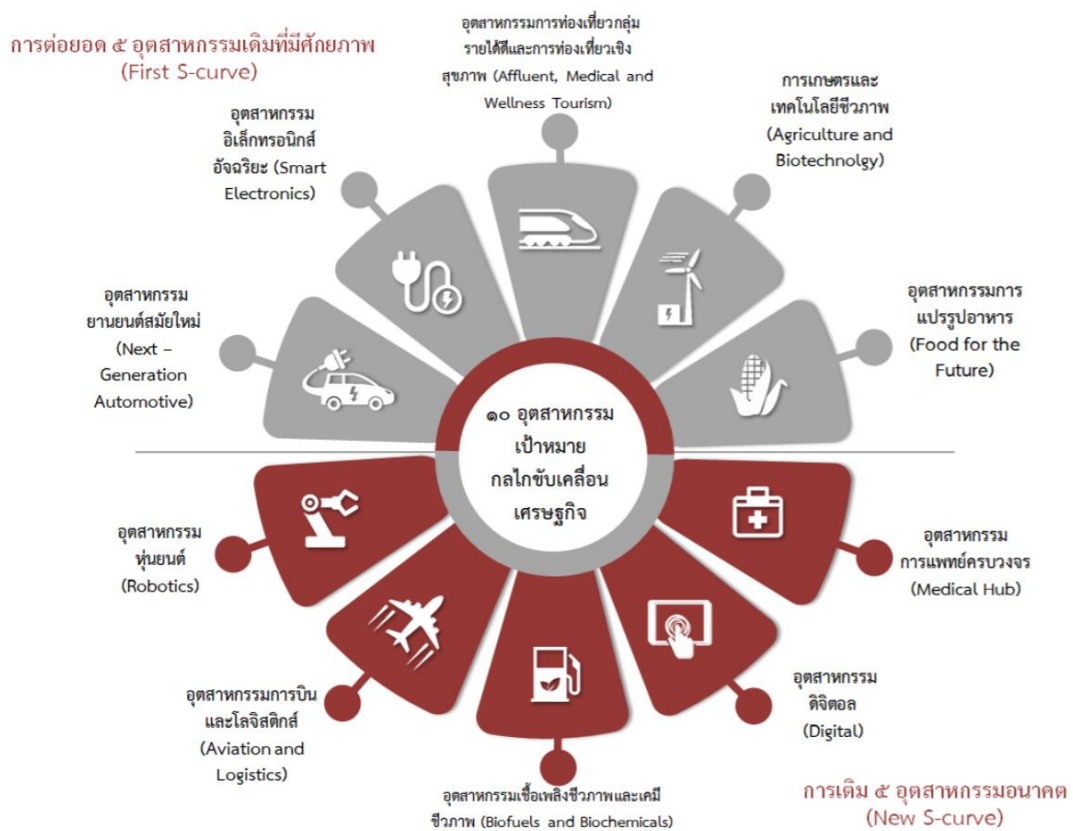 การต่อยอด ๕ อุตสาหกรรมเดิมที่มีศักยภาพ
(First S-curve)
อุตสาหกรรมการท่องเที่ยวกลุ่ม
รายได้ดีและการท่องเที่ยวเชิง
สุขภาพ (Affluent, Medical and
Wellness Tourism)
การเกษตรและ
เทคโนโลยีชีวภาพ
(Agriculture and
Biotechnolgy)
อุตสาหกรรม
อิเล็กทรอนิกส์
อัจฉริยะ (Smart
Electronics)
อุตสาหกรรม
ยานยนต์สมัยใหม่
(Next –
Generation
Automotive)
อุตสาหกรรมการ
แปรรูปอาหาร
(Food for the
Future)
๑๐ อุตสาหกรรม
เป้าหมาย
กลไกขับเคลื่อน
เศรษฐกิจ
อุตสาหกรรม
หุ่นยนต์
(Robotics)
อุตสาหกรรม
การแพทย์ครบวงจร
(Medical Hub)
อุตสาหกรรมการบิน
และโลจิสติกส์
(Aviation and
Logistics)
อุตสาหกรรม
ดิจิตอล
(Digital)
อุตสาหกรรมเชื้อเพลิงชีวภาพและเคมี
ชีวภาพ (Biofuels and Biochemicals)
การเติม ๕ อุตสาหกรรมอนาคต
(New S-curve)